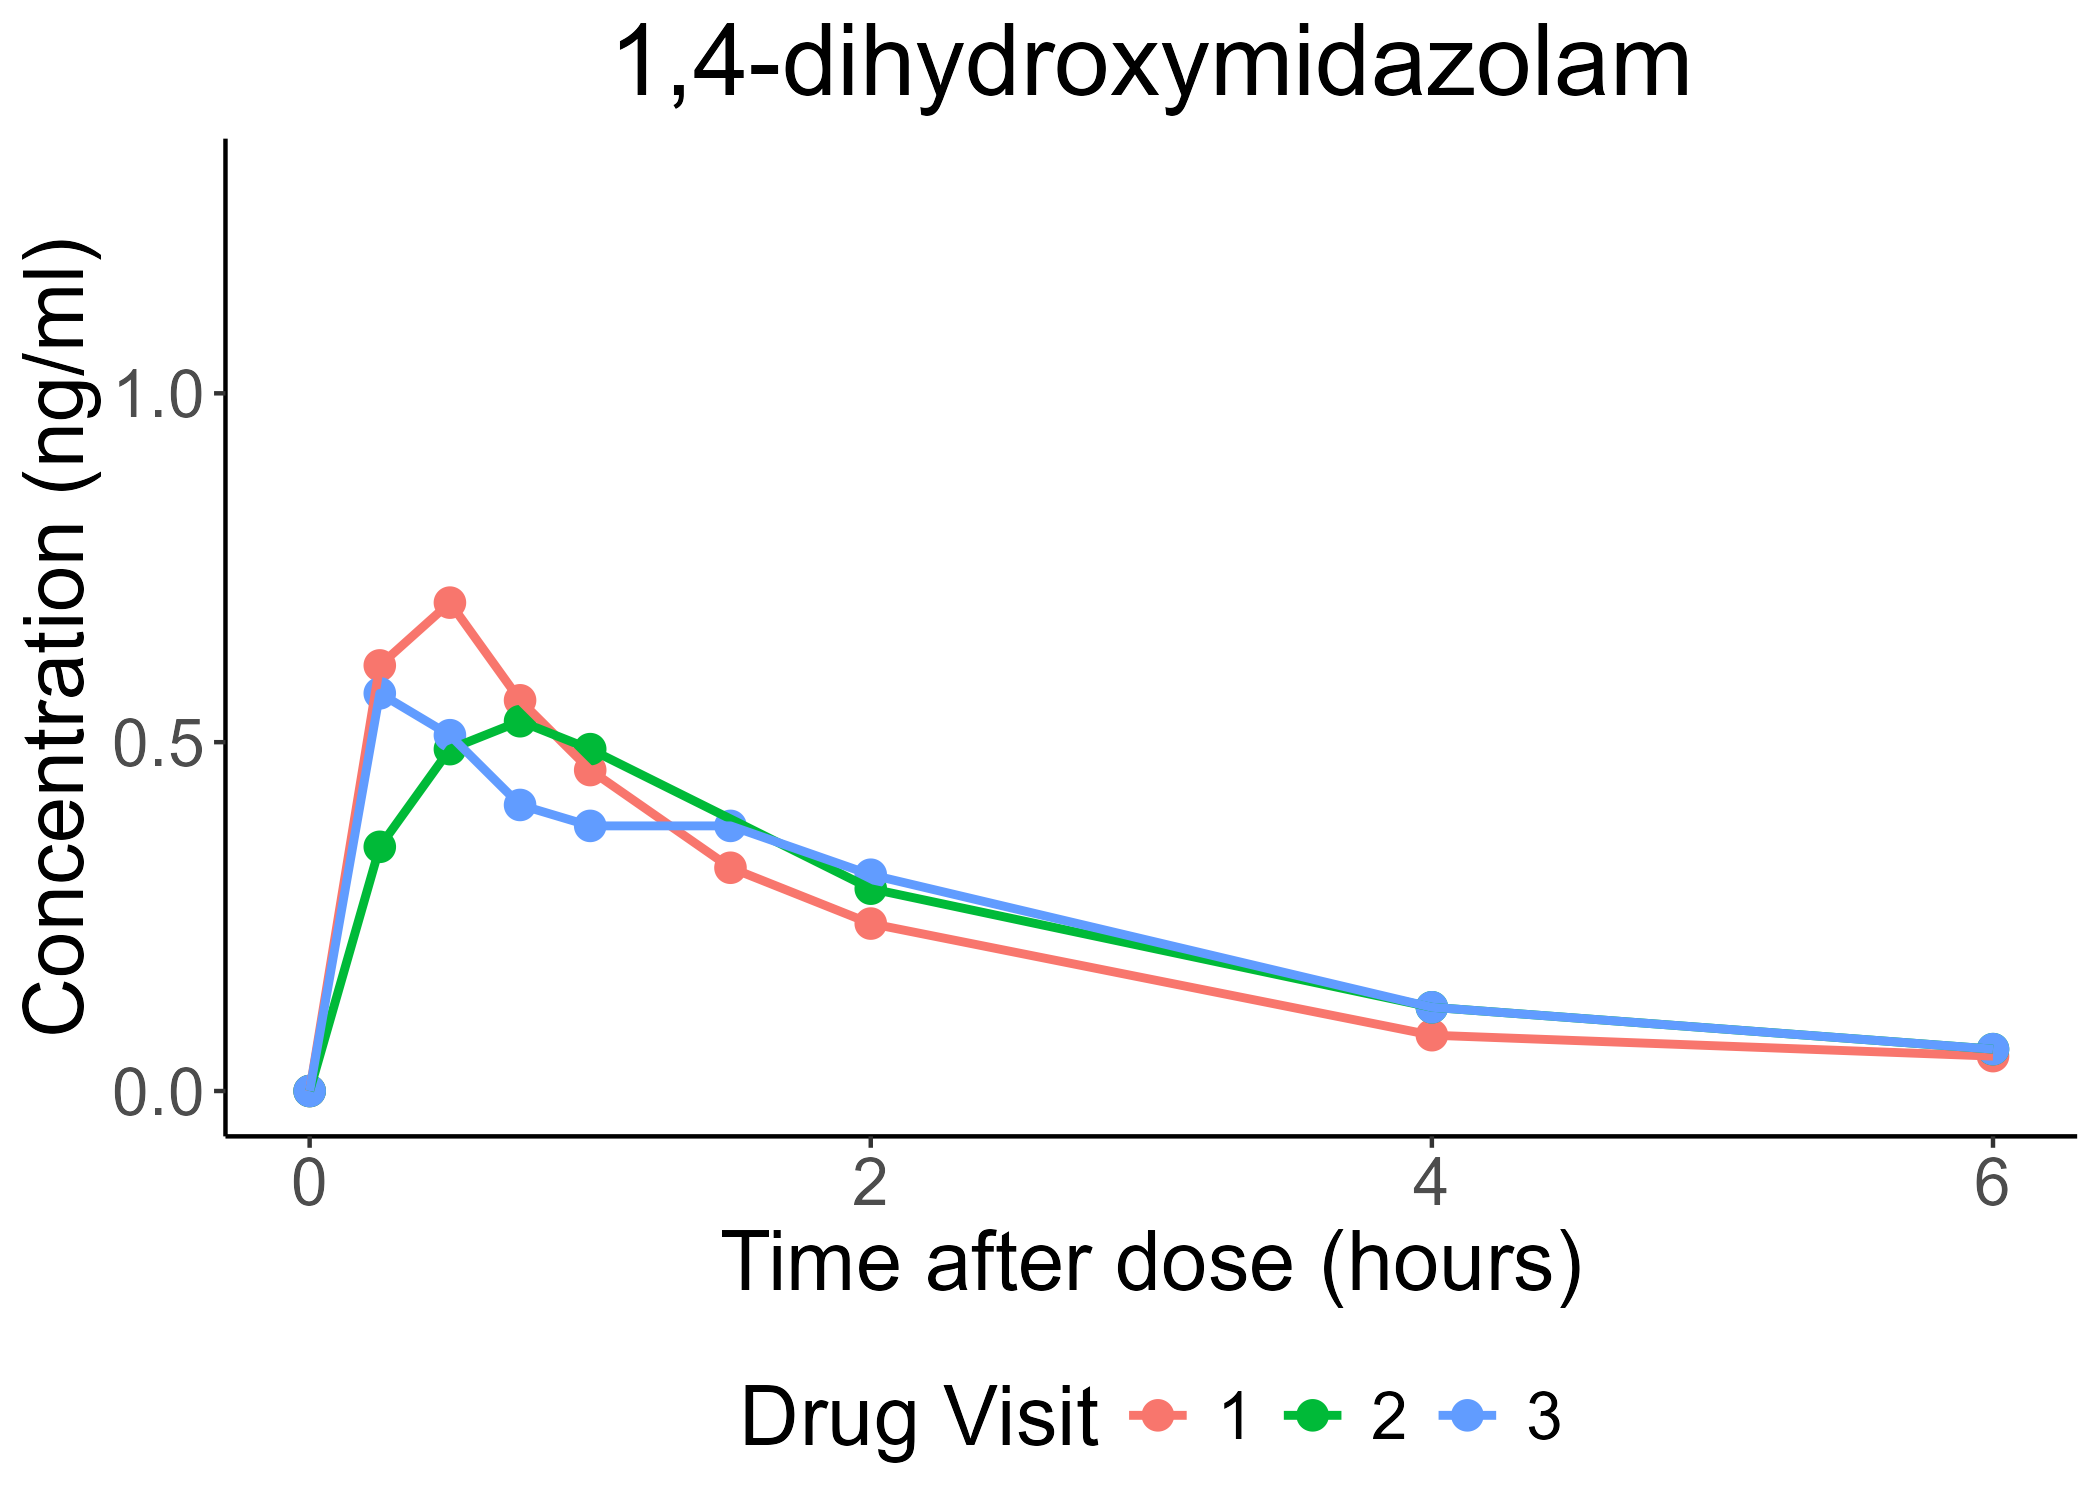 1,4-dihydroxymidazolam
Concentration (ng/ml)
1.0
0.5
0.0
0 2 4 6
Time after dose (hours)
Drug Visit 1 2 3